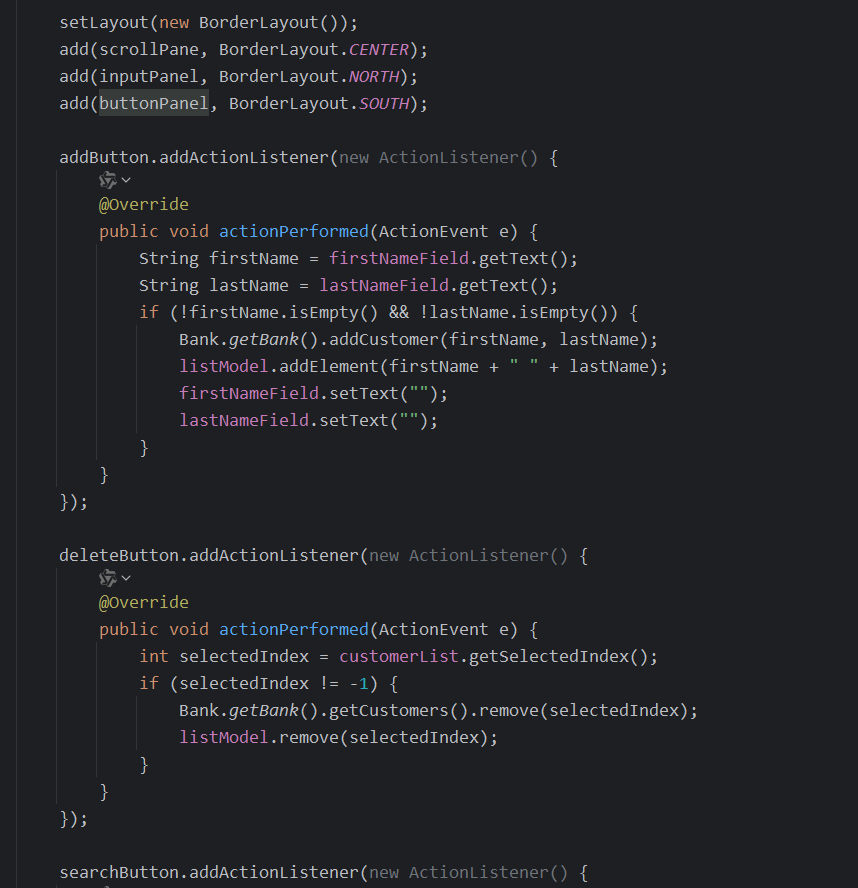 setLayout(new BorderLayout());
add(scrollPane, BorderLayout.CENTER);
add(inputPanel, BorderLayout.NORTH);
add(buttonPanel, BorderLayout.SOUTH);
addButton.addActionListener(new ActionListener() {
@Override
public void actionPerformed(ActionEvent e) {
String firstName = firstNameField.getText();
String lastName = lastNameField.getText();
if (!firstName.isEmpty() && !lastName.isEmpty()) {
Bank.getBank().addCustomer(firstName, lastName);
listModel.addElement(firstName + " " + lastName);
firstNameField.setText("");
lastNameField.setText("");
}
}
});
deleteButton.addActionListener(new ActionListener() {
@Override
public void actionPerformed(ActionEvent e) {
int selectedIndex = customerList.getSelectedIndex();
if (selectedIndex != -1) {
Bank.getBank().getCustomers().remove(selectedIndex);
listModel.remove(selectedIndex);
}
}
});
searchButton.addActionListener(new ActionListener() {